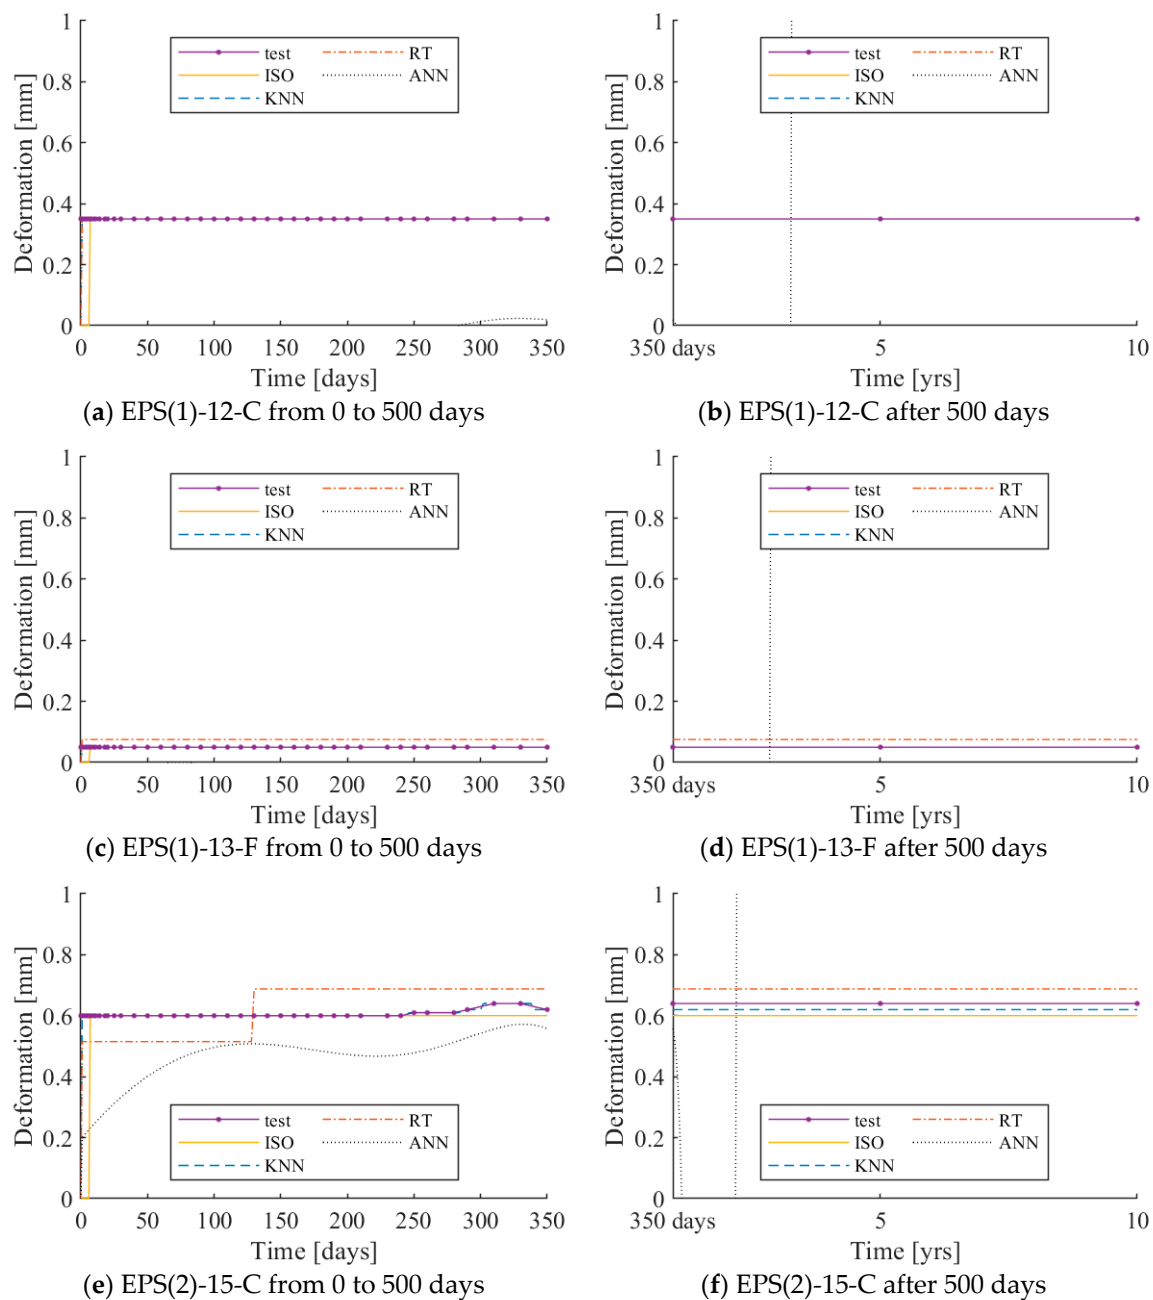 1
0.8
0.6
0.4
0.2
0
Deformation [mm]
test
ISO
KNN
RT
ANN
0 50 100 150 200 250 300 350
Time [days]
(a) EPS(1)-12-C from 0 to 500 days
1
0.8
0.6
0.4
0.2
0
Deformation [mm]
test
ISO
KNN
RT
ANN
350 days 5 10
Time [yrs]
(b) EPS(1)-12-C after 500 days
1
0.8
0.6
0.4
0.2
0
Deformation [mm]
test
ISO
KNN
RT
ANN
0 50 100 150 200 250 300 350
Time [days]
(c) EPS(1)-13-F from 0 to 500 days
1
0.8
0.6
0.4
0.2
0
Deformation [mm]
test
ISO
KNN
RT
ANN
350 days 5 10
Time [yrs]
(d) EPS(1)-13-F after 500 days
1
0.8
0.6
0.4
0.2
0
Deformation [mm]
test
ISO
KNN
RT
ANN
0 50 100 150 200 250 300 350
Time [days]
(e) EPS(2)-15-C from 0 to 500 days
1
0.8
0.6
0.4
0.2
0
Deformation [mm]
test
ISO
KNN
RT
ANN
350 days 5 10
Time [yrs]
(f) EPS(2)-15-C after 500 days